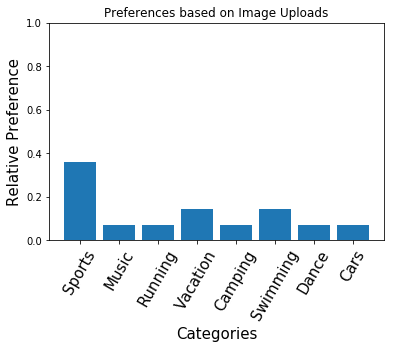 Preferences based on Image Uploads
Relative Preference
1.0
0.8
0.6
0.4
0.2
0.0
Sports
Music
Running
Vacation
Camping
Swimming
Dance
Cars
Categories